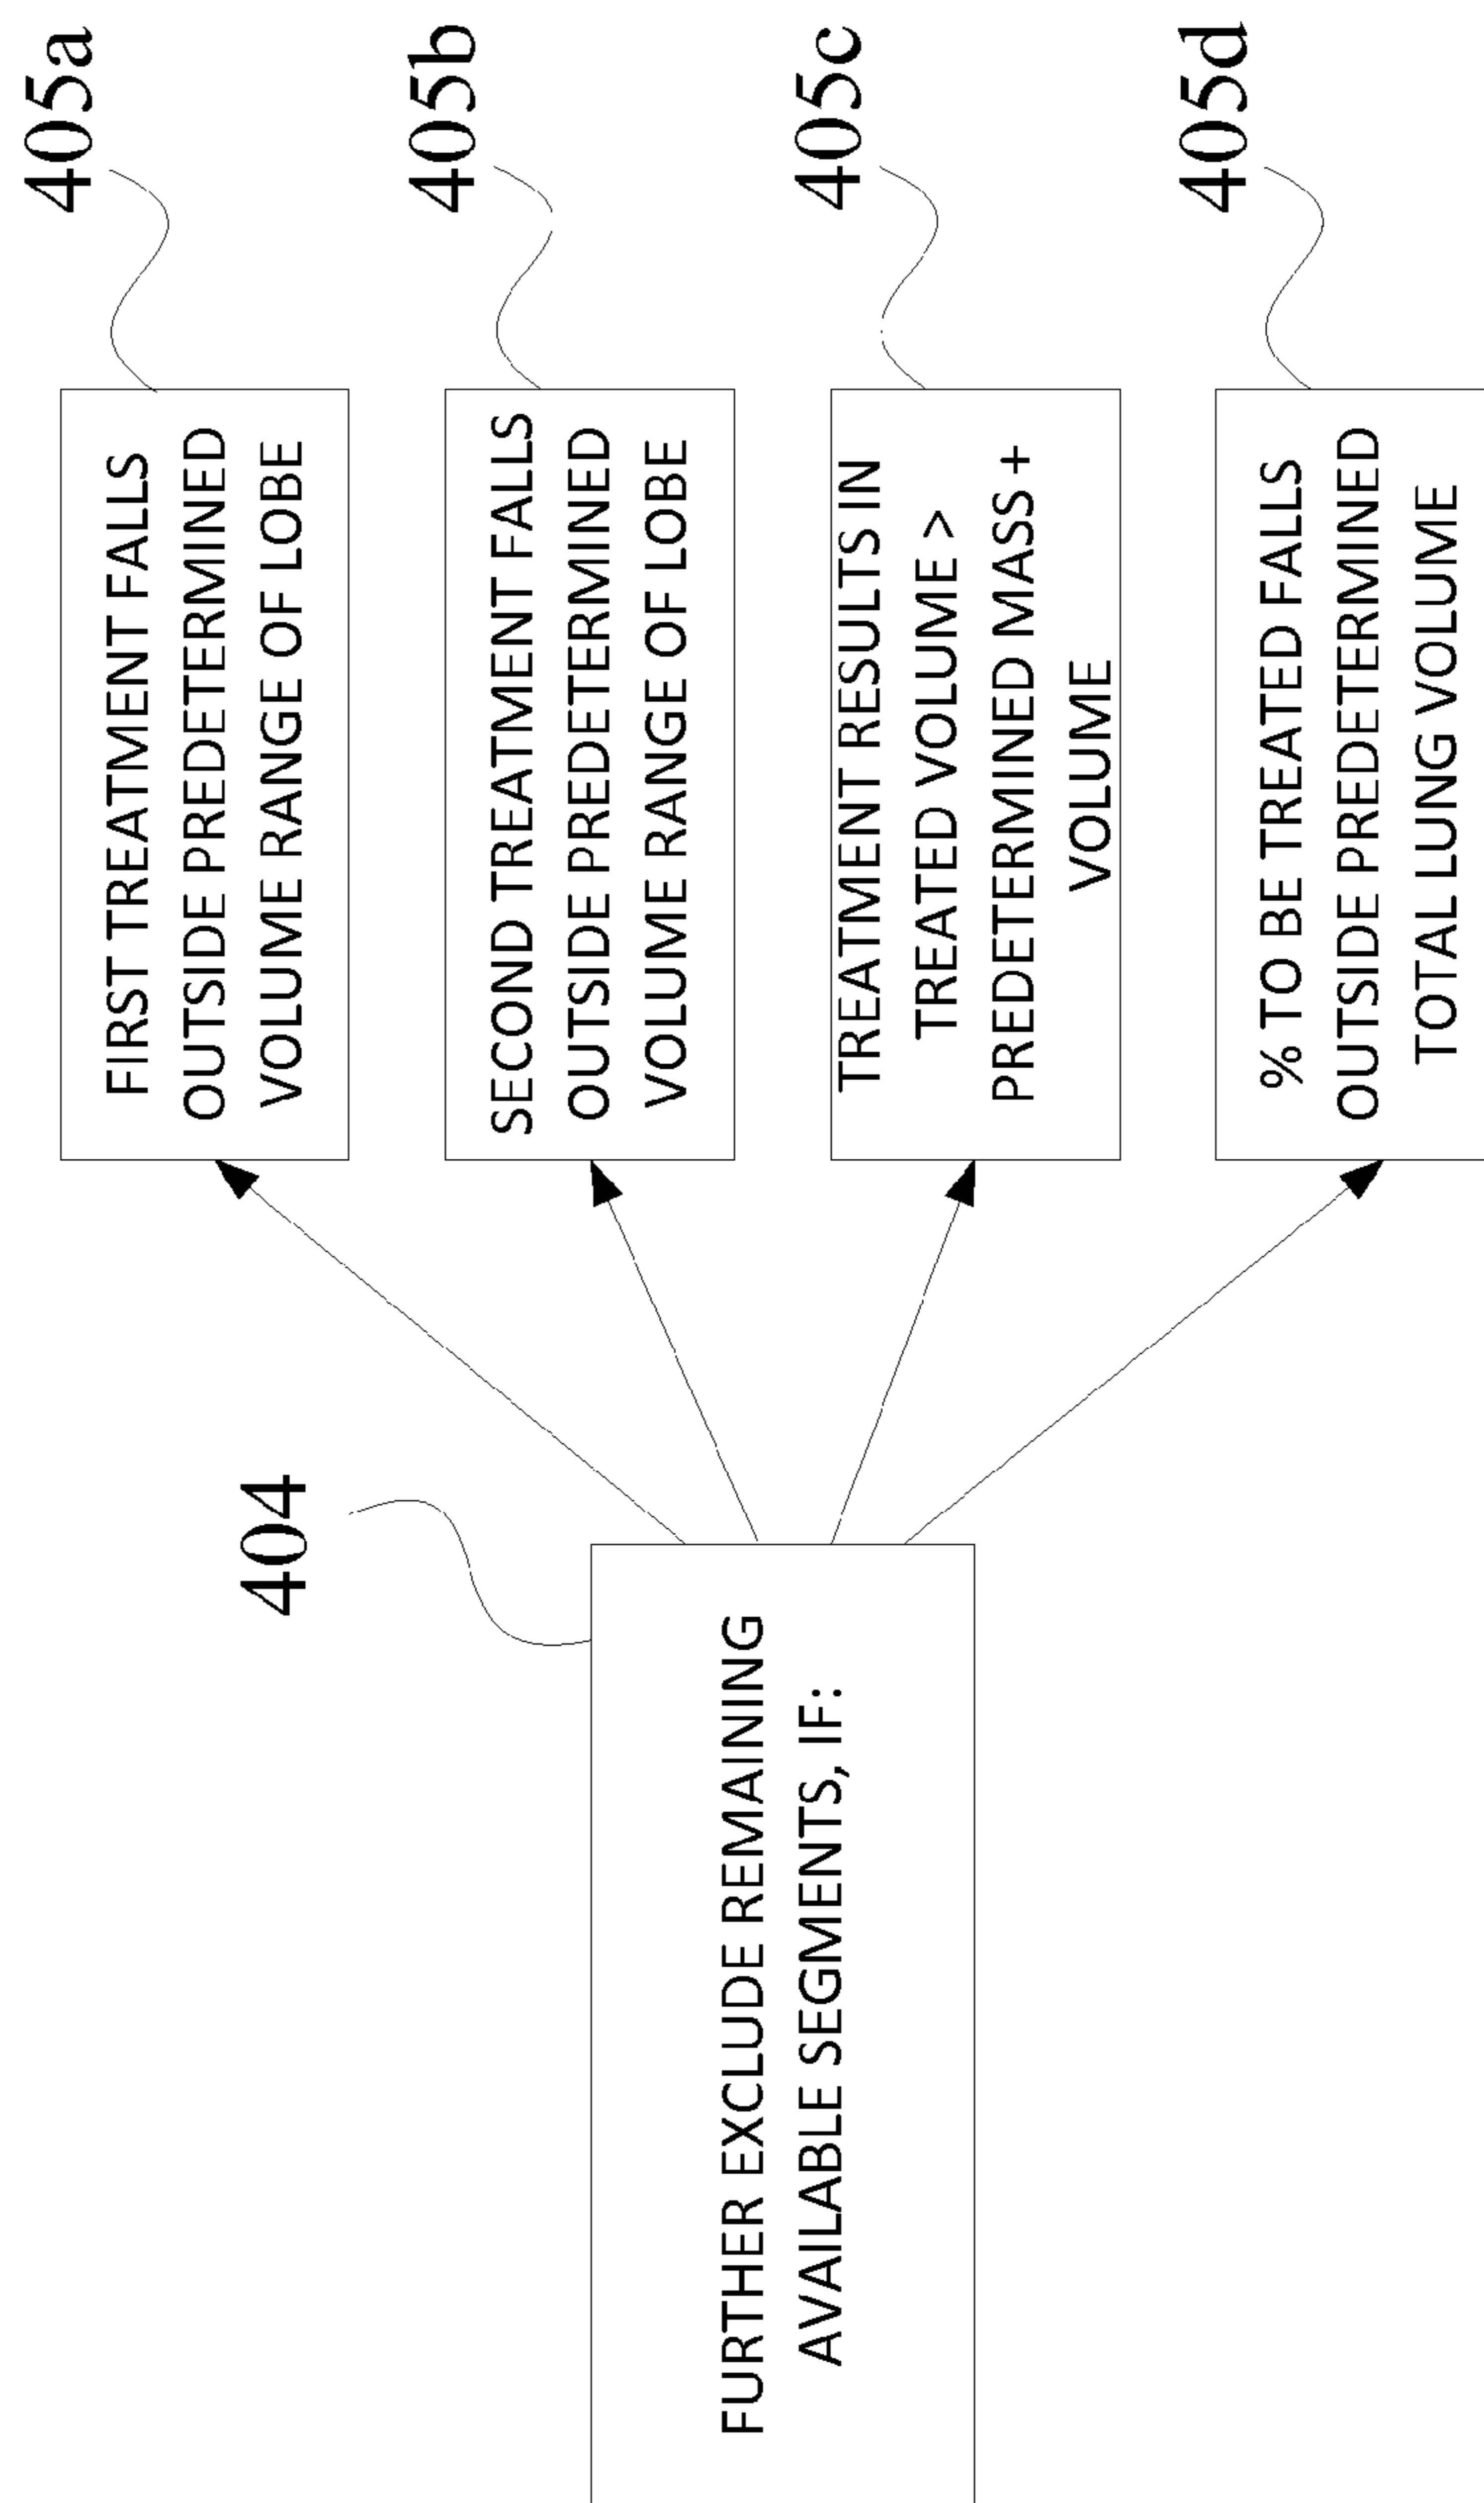 404
FURTHER EXCLUDE REMAINING
AVAILABLE SEGMENTS, IF:
405a
FIRST TREATMENT FALLS
OUTSIDE PREDETERMINED
VOLUME RANGE OF LOBE
405b
SECOND TREATMENT FALLS
OUTSIDE PREDETERMINED
VOLUME RANGE OF LOBE
405c
TREATMENT RESULTS IN
TREATED VOLUME >
PREDETERMINED MASS +
VOLUME
405d
% TO BE TREATED FALLS
OUTSIDE PREDETERMINED
TOTAL LUNG VOLUME